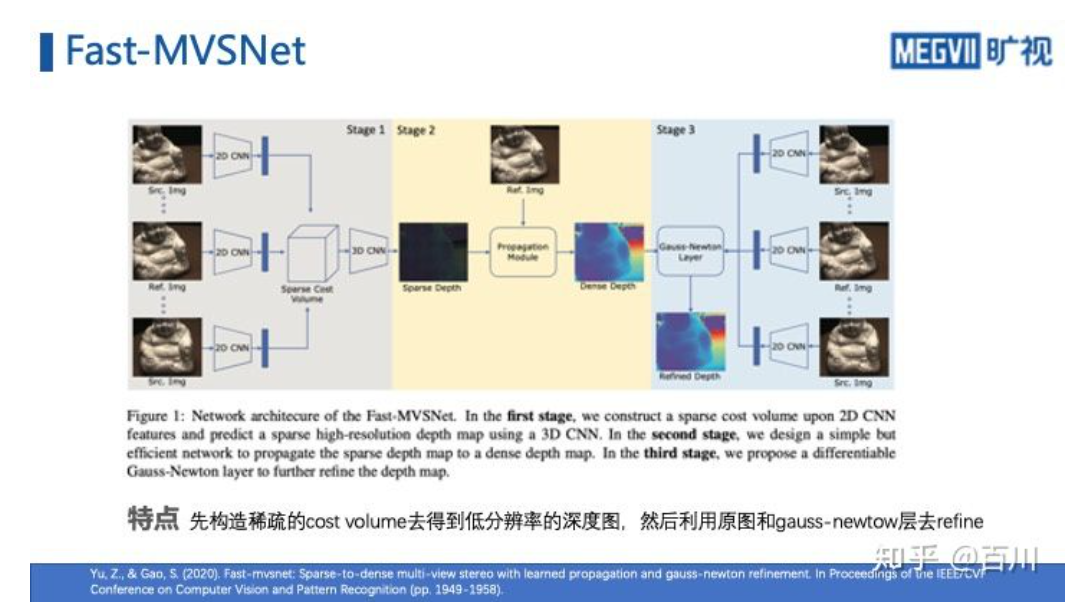 Fast-MVSNet
MEGVII 旷视
Stage 1
Stage 2
Stage 3
2D CNN
Src. Img
2D CNN
Ref. Img
2D CNN
Src. Img
Sparse Cost
Volume
3D CNN
Sparse Depth
Ref. Img
Propagation
Module
Dense Depth
Gauss-Newton
Layer
Refined Depth
2D CNN
Src. Img
2D CNN
Ref. Img
2D CNN
Src. Img
Figure 1: Network architecure of the Fast-MVSNet. In the first stage, we construct a sparse cost volume upon 2D CNN
features and predict a sparse high-resolution depth map using a 3D CNN. In the second stage, we design a simple but
efficient network to propagate the sparse depth map to a dense depth map. In the third stage, we propose a differentiable
Gauss-Newton layer to further refine the depth map.
特点 先构造稀疏的cost volume去得到低分辨率的深度图，然后利用原图和gauss-newtow层去refine
知乎 @百川
Yu, Z., & Gao, S. (2020). Fast-mvsnet: Sparse-to-dense multi-view stereo with learned propagation and gauss-newton refinement. In Proceedings of the IEEE/CVF
Conference on Computer Vision and Pattern Recognition (pp. 1949-1958).